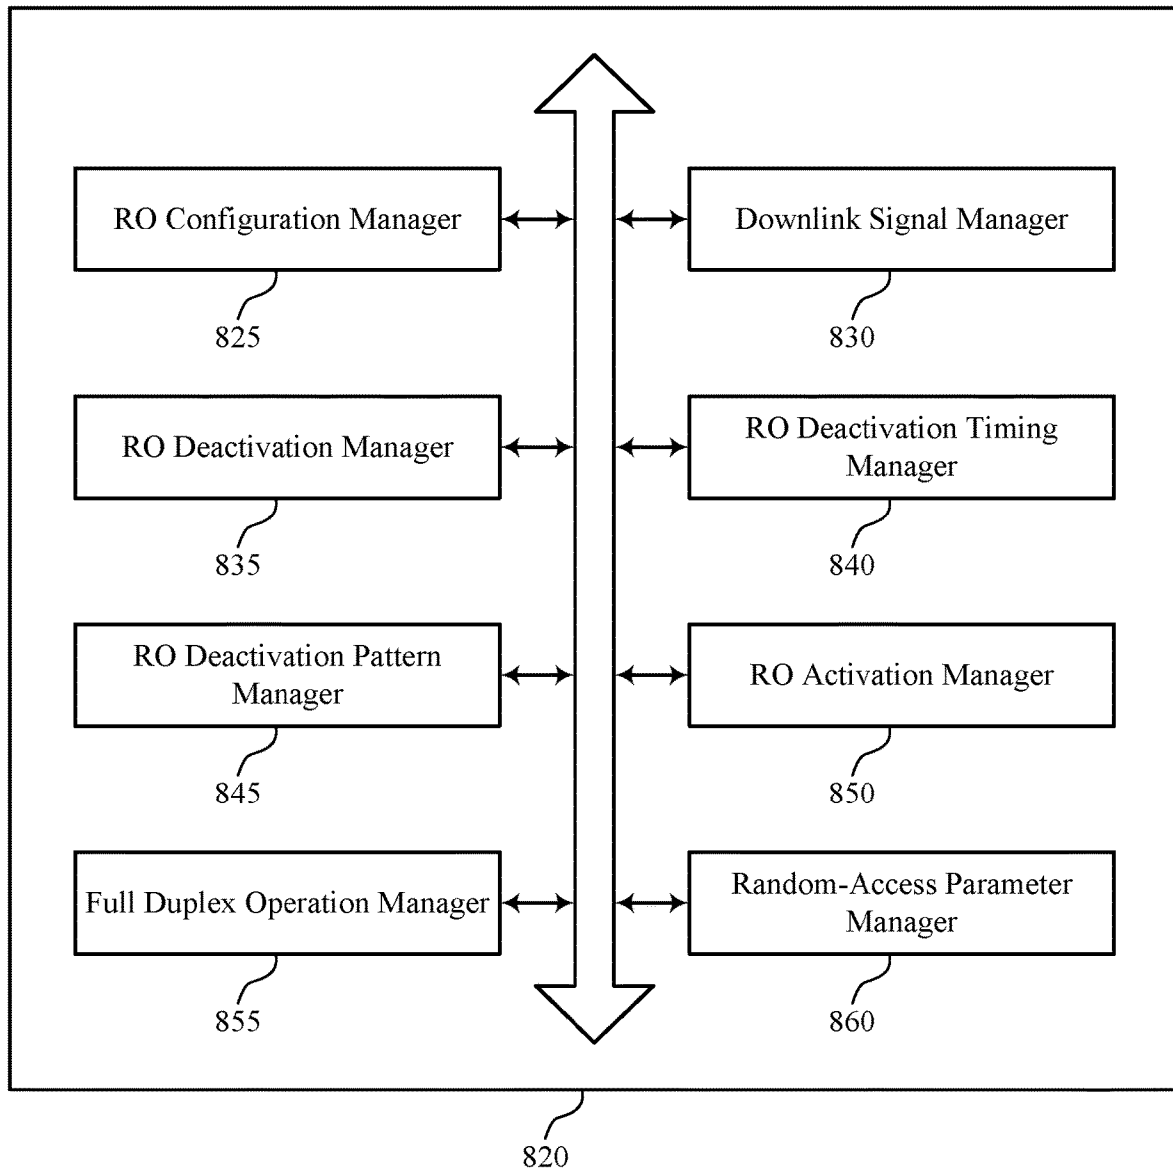 RO Configuration Manager
825
Downlink Signal Manager
830
RO Deactivation Manager
835
RO Deactivation Timing
Manager
840
RO Deactivation Pattern
Manager
845
RO Activation Manager
850
Full Duplex Operation Manager
855
Random-Access Parameter
Manager
860
820